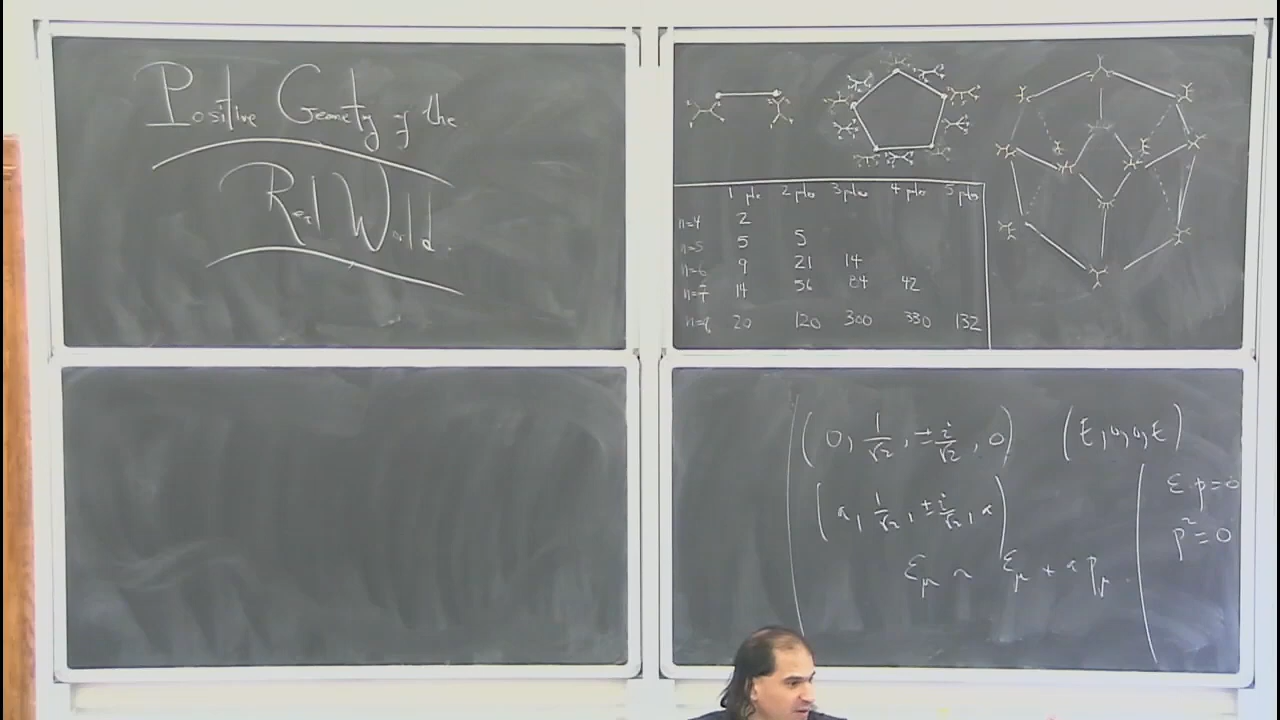 Positive Geometry of the
Real World.
1 pole 2 poles 3 poles 4 poles 5 poles
n=4 2
n=5 5 5
n=6 9 21 14
n=7 14 56 84 42
n=8 20 120 300 330 132
(0, 1/√2, ±i/√2, 0) (E,0,0,E)
(α, 1/√2, ±i/√2, α)
ε·p=0
p²=0
ε_μ ~ ε_μ + α p_μ.